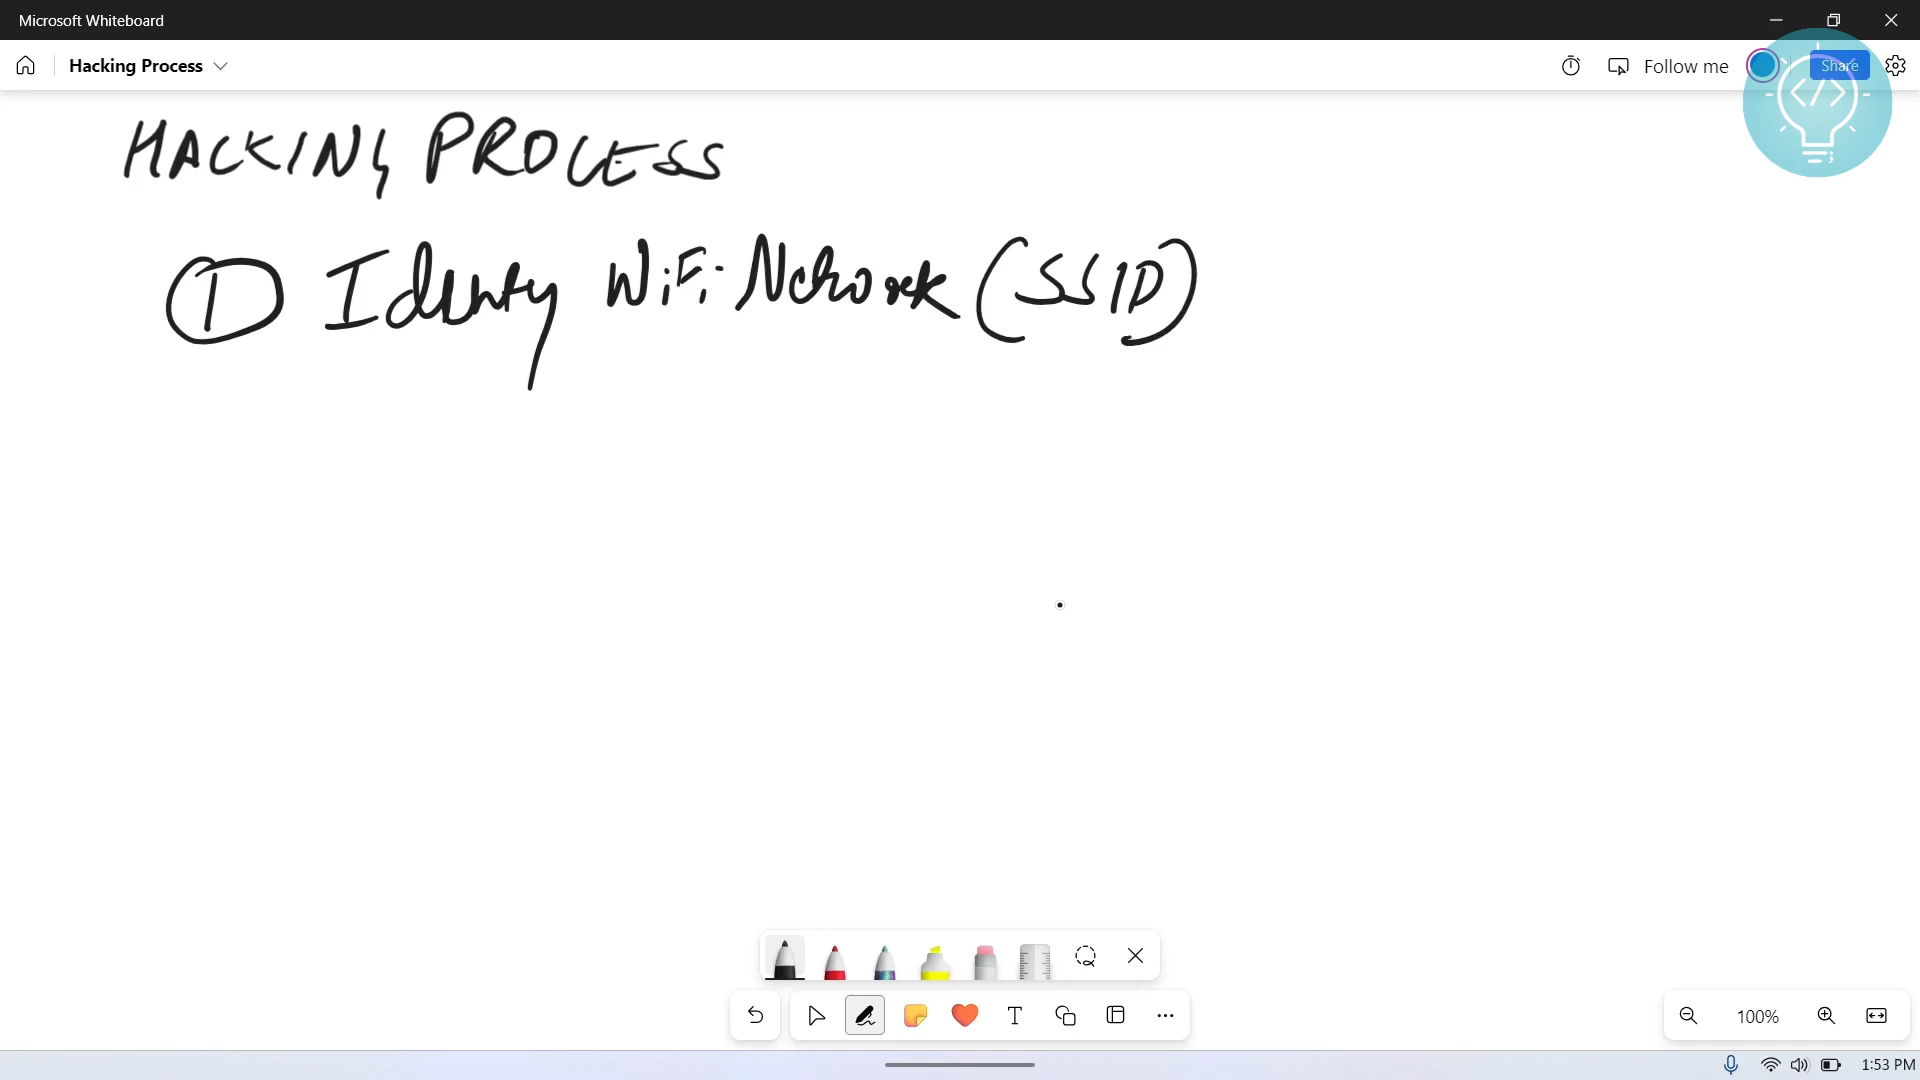 Microsoft Whiteboard
Hacking Process
Follow me
Share
</>
HACKING PROCESS
① Identify WiFi Network (SSID)
T
100%
1:53 PM